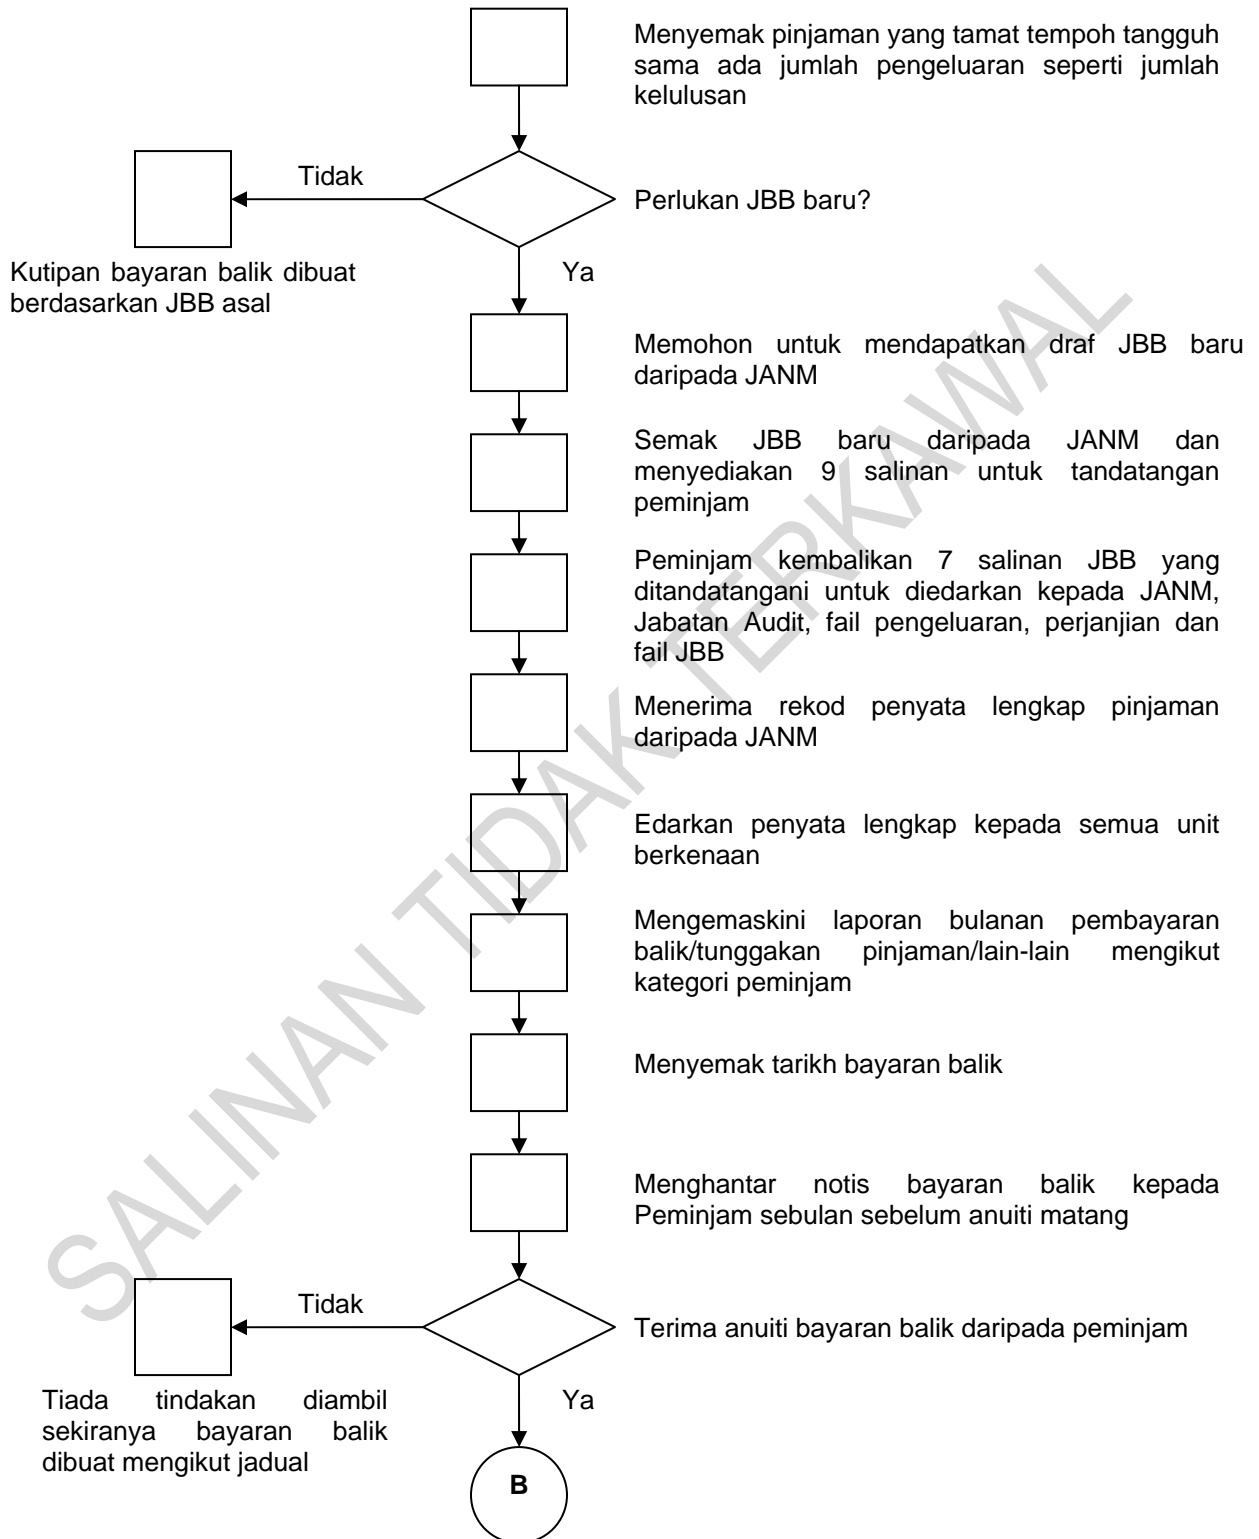 Menyemak pinjaman yang tamat tempoh tangguh
sama ada jumlah pengeluaran seperti jumlah
kelulusan
Tidak
Perlukan JBB baru?
Kutipan bayaran balik dibuat
berdasarkan JBB asal
Ya
Memohon untuk mendapatkan draf JBB baru
daripada JANM
Semak JBB baru daripada JANM dan
menyediakan 9 salinan untuk tandatangan
peminjam
Peminjam kembalikan 7 salinan JBB yang
ditandatangani untuk diedarkan kepada JANM,
Jabatan Audit, fail pengeluaran, perjanjian dan
fail JBB
Menerima rekod penyata lengkap pinjaman
daripada JANM
Edarkan penyata lengkap kepada semua unit
berkenaan
Mengemaskini laporan bulanan pembayaran
balik/tunggakan pinjaman/lain-lain mengikut
kategori peminjam
Menyemak tarikh bayaran balik
Menghantar notis bayaran balik kepada
Peminjam sebulan sebelum anuiti matang
Tidak
Terima anuiti bayaran balik daripada peminjam
Tiada tindakan diambil
sekiranya bayaran balik
dibuat mengikut jadual
Ya
B
SALINAN TIDAK TERKAWAL